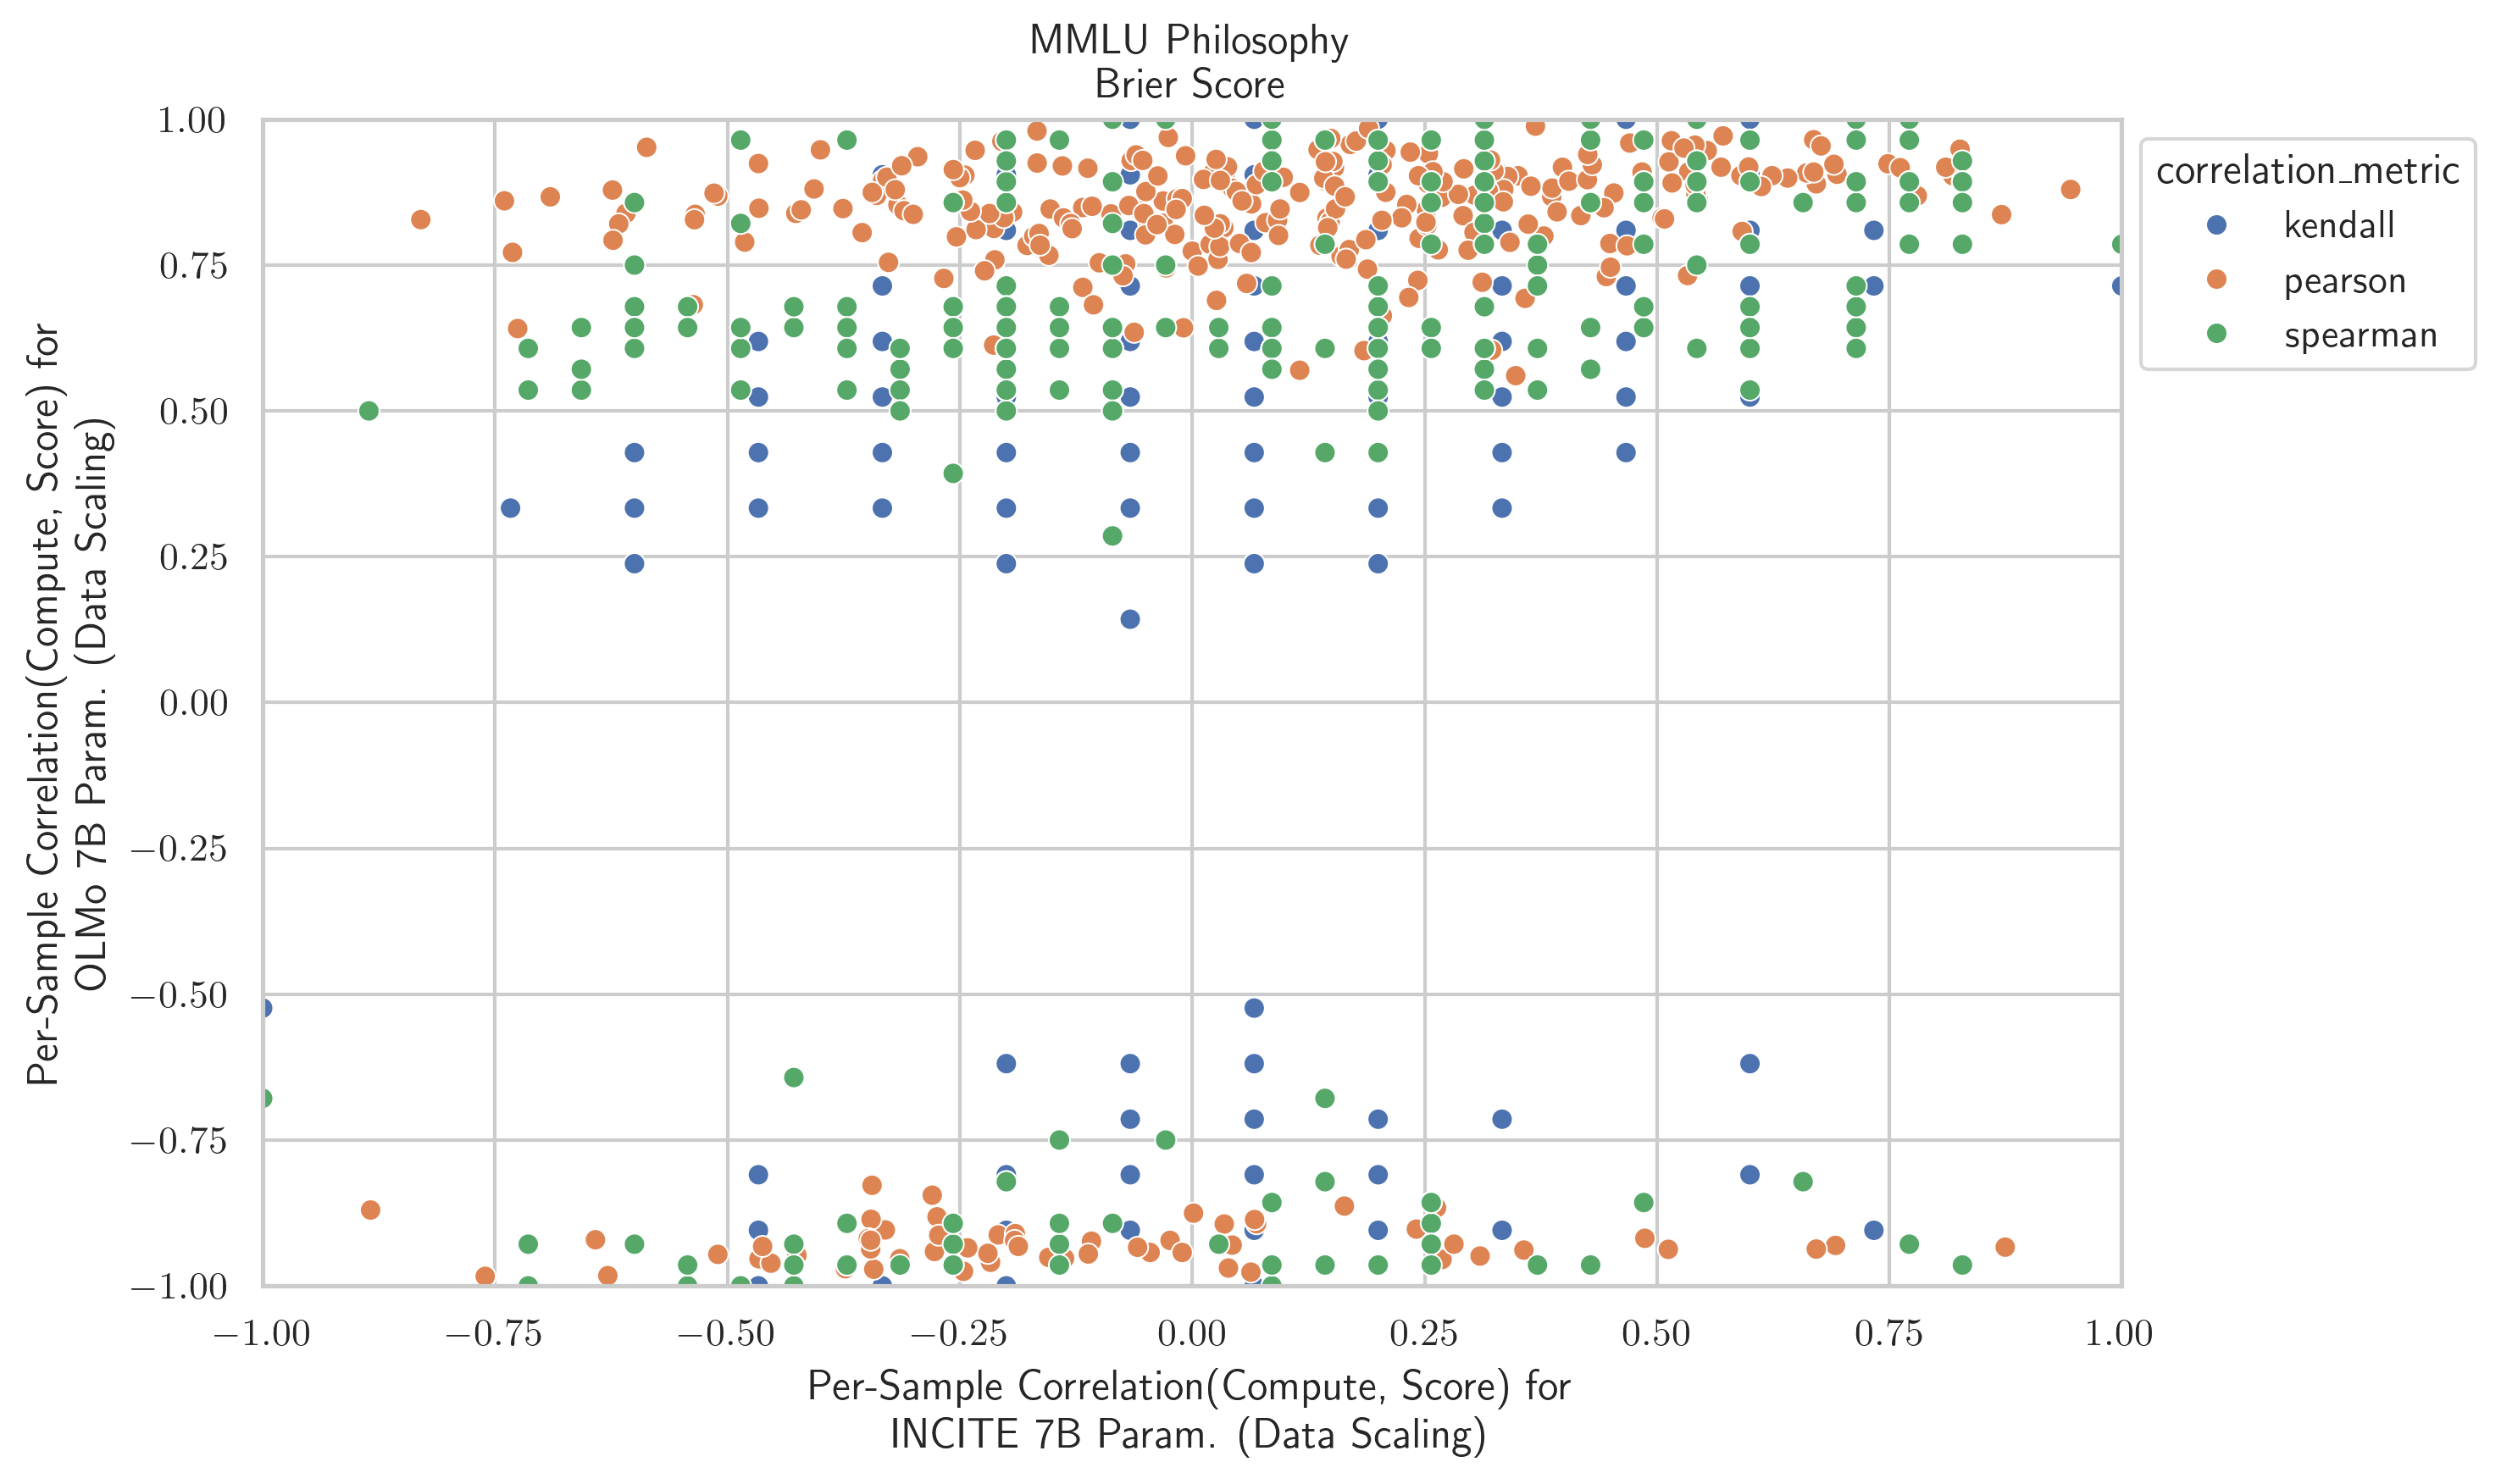 MMLU Philosophy
Brier Score
Per-Sample Correlation(Compute, Score) for
OLMo 7B Param. (Data Scaling)
1.00
0.75
0.50
0.25
0.00
−0.25
−0.50
−0.75
−1.00
−1.00 −0.75 −0.50 −0.25 0.00 0.25 0.50 0.75 1.00
Per-Sample Correlation(Compute, Score) for
INCITE 7B Param. (Data Scaling)
correlation_metric
kendall
pearson
spearman